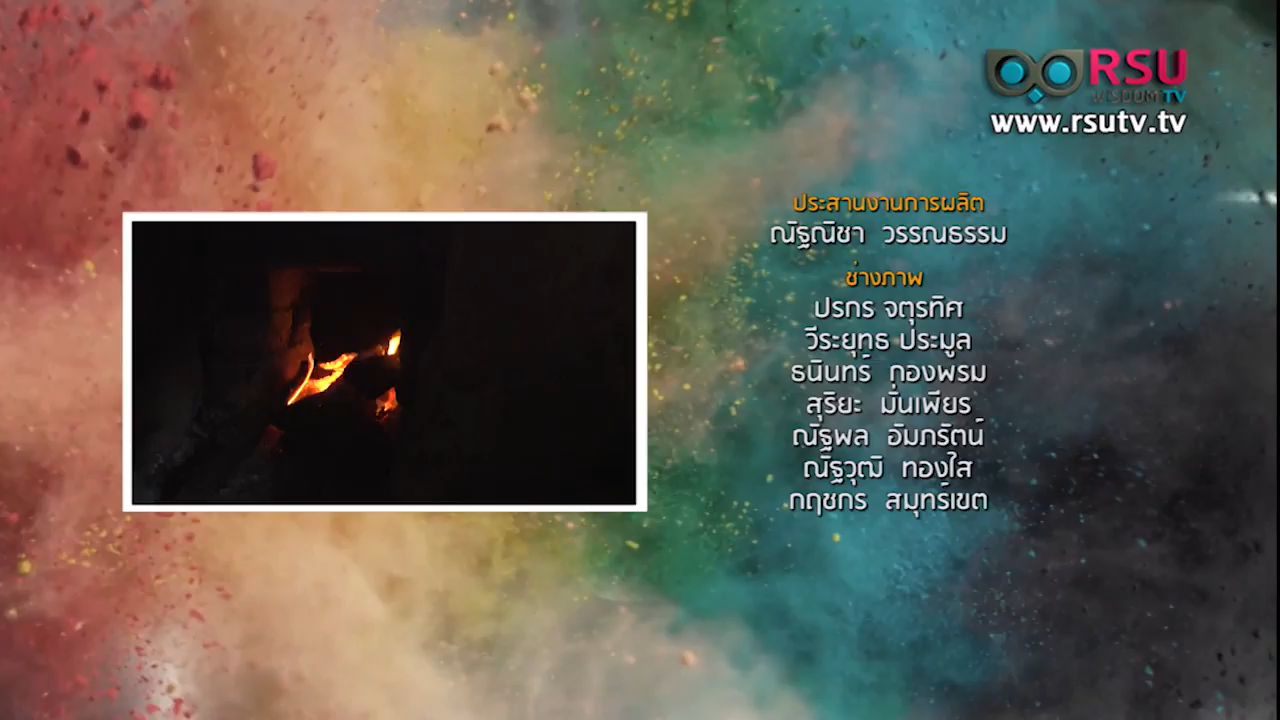 RSU
WISDOM TV
www.rsutv.tv
ประสานงานการผลิต
ณัฐณิชา วรรณธรรม
ช่างภาพ
ปรกร จตุรทิศ
วีระยุทธ ประมูล
ธนินทร์ กองพรม
สุริยะ มั่นเพียร
ณัฐพล อัมภรัตน์
ณัฐวุฒิ ทองใส
กฤชกร สมุทร์เขต